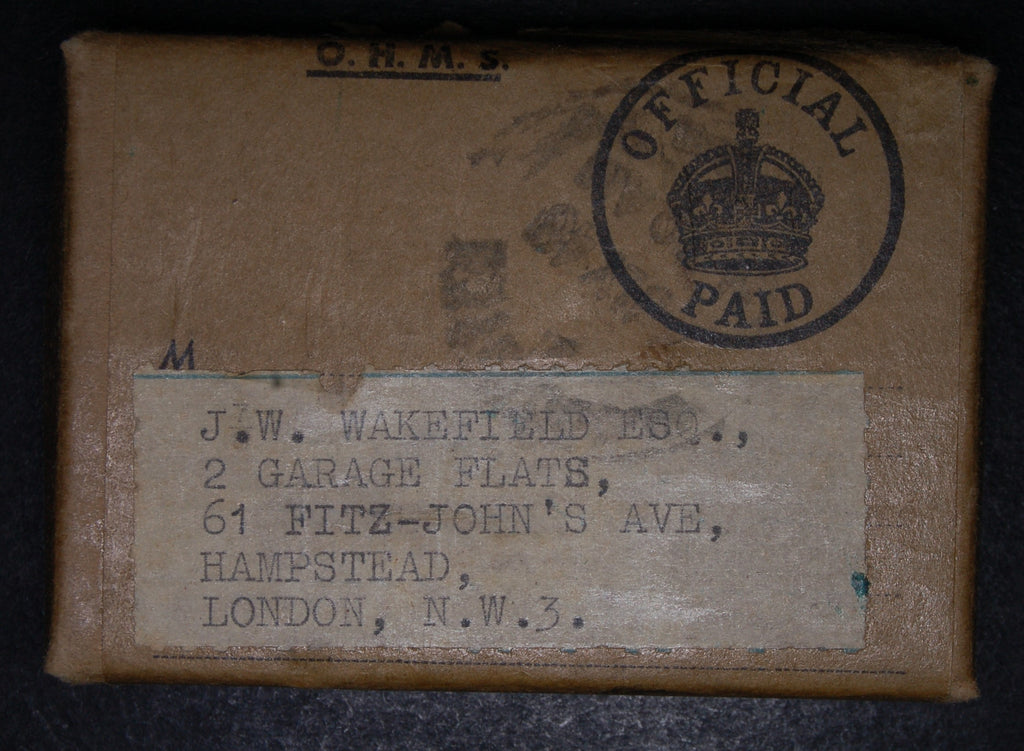 O.H.M.S.
OFFICIAL
PAID
M
J.W. WAKEFIELD ESQ.,
2 GARAGE FLATS,
61 FITZ-JOHN'S AVE,
HAMPSTEAD,
LONDON, N.W.3.